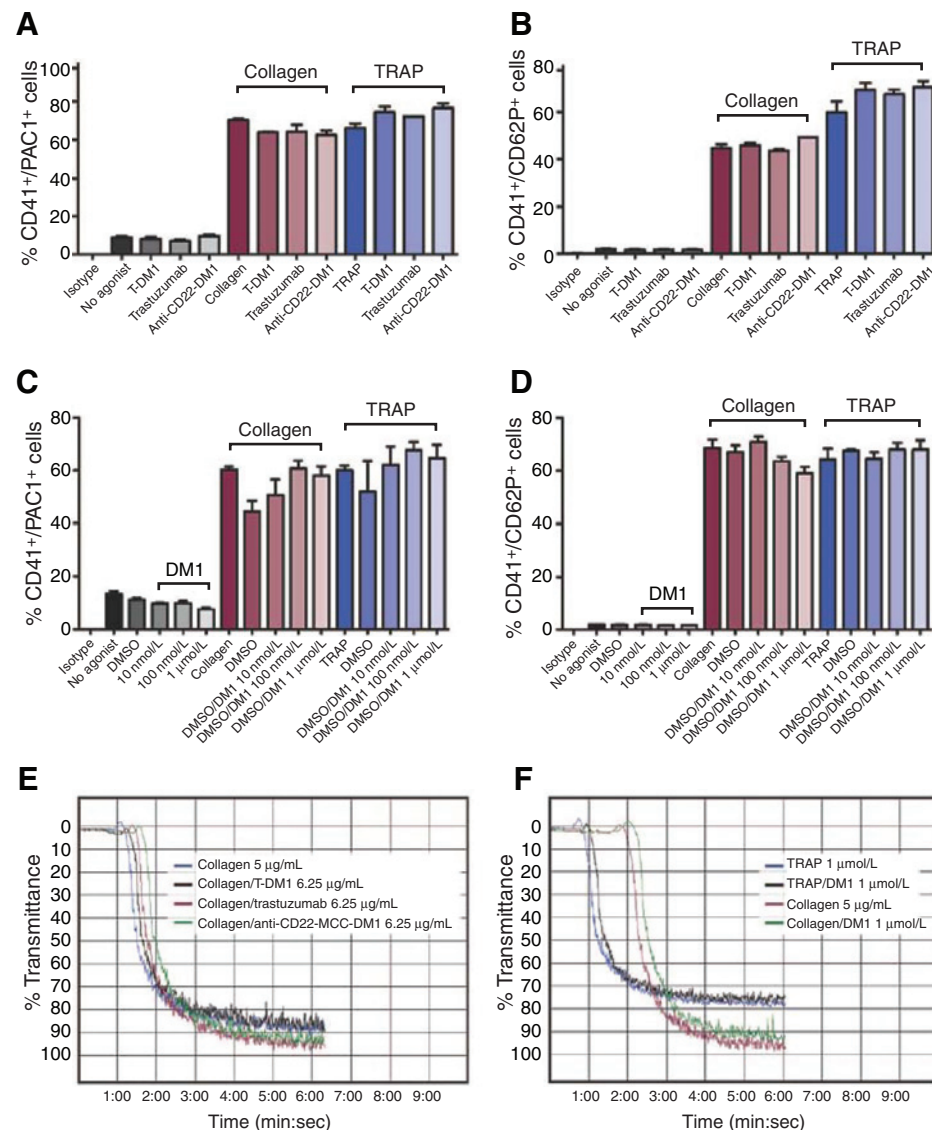 A
% CD41+/PAC1+ cells
100
80
60
40
20
0
Collagen
TRAP
Isotype
No agonist
T-DM1
Trastuzumab
Anti-CD22-DM1
Collagen
T-DM1
Trastuzumab
Anti-CD22-DM1
TRAP
T-DM1
Trastuzumab
Anti-CD22-DM1
B
% CD41+/CD62P+ cells
80
60
40
20
0
Collagen
TRAP
Isotype
No agonist
T-DM1
Trastuzumab
Anti-CD22-DM1
Collagen
T-DM1
Trastuzumab
Anti-CD22-DM1
TRAP
T-DM1
Trastuzumab
Anti-CD22-DM1
C
% CD41+/PAC1+ cells
80
60
40
20
0
DM1
Collagen
TRAP
Isotype
No agonist
DMSO
10 nmol/L
100 nmol/L
1 µmol/L
Collagen
DMSO
DMSO/DM1 10 nmol/L
DMSO/DM1 100 nmol/L
DMSO/DM1 1 µmol/L
TRAP
DMSO
DMSO/DM1 10 nmol/L
DMSO/DM1 100 nmol/L
DMSO/DM1 1 µmol/L
D
% CD41+/CD62P+ cells
80
60
40
20
0
DM1
Collagen
TRAP
Isotype
No agonist
DMSO
10 nmol/L
100 nmol/L
1 µmol/L
Collagen
DMSO
DMSO/DM1 10 nmol/L
DMSO/DM1 100 nmol/L
DMSO/DM1 1 µmol/L
TRAP
DMSO
DMSO/DM1 10 nmol/L
DMSO/DM1 100 nmol/L
DMSO/DM1 1 µmol/L
E
% Transmittance
0
10
20
30
40
50
60
70
80
90
100
Collagen 5 µg/mL
Collagen/T-DM1 6.25 µg/mL
Collagen/trastuzumab 6.25 µg/mL
Collagen/anti-CD22-MCC-DM1 6.25 µg/mL
1:00 2:00 3:00 4:00 5:00 6:00 7:00 8:00 9:00
Time (min:sec)
F
% Transmittance
0
10
20
30
40
50
60
70
80
90
100
TRAP 1 µmol/L
TRAP/DM1 1 µmol/L
Collagen 5 µg/mL
Collagen/DM1 1 µmol/L
1:00 2:00 3:00 4:00 5:00 6:00 7:00 8:00 9:00
Time (min:sec)